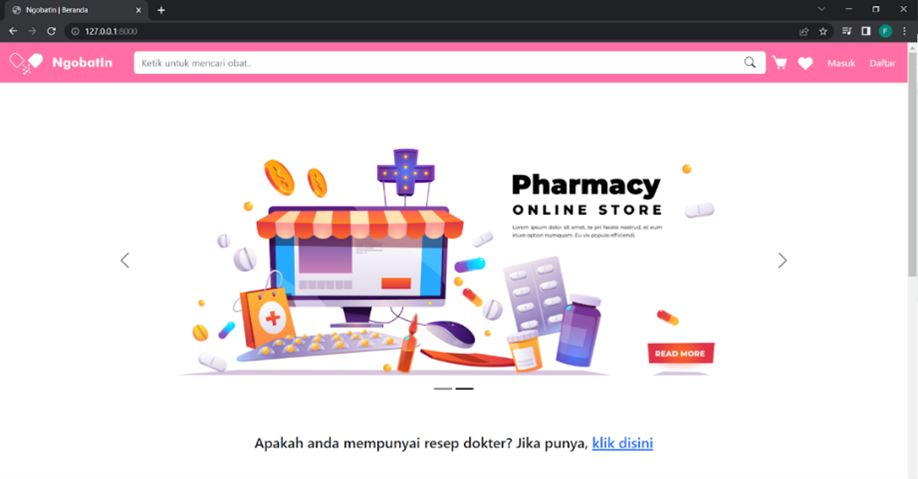 Ngobatin | Beranda
127.0.0.1:8000
F
NgobatIn
Ketik untuk mencari obat..
Masuk
Daftar
Pharmacy
ONLINE STORE
Lorem ipsum dolor sit amet, te pri facete nostrud, et eum
iriure option numquam. Eu vix populo efficiendi.
READ MORE
Apakah anda mempunyai resep dokter? Jika punya, klik disini